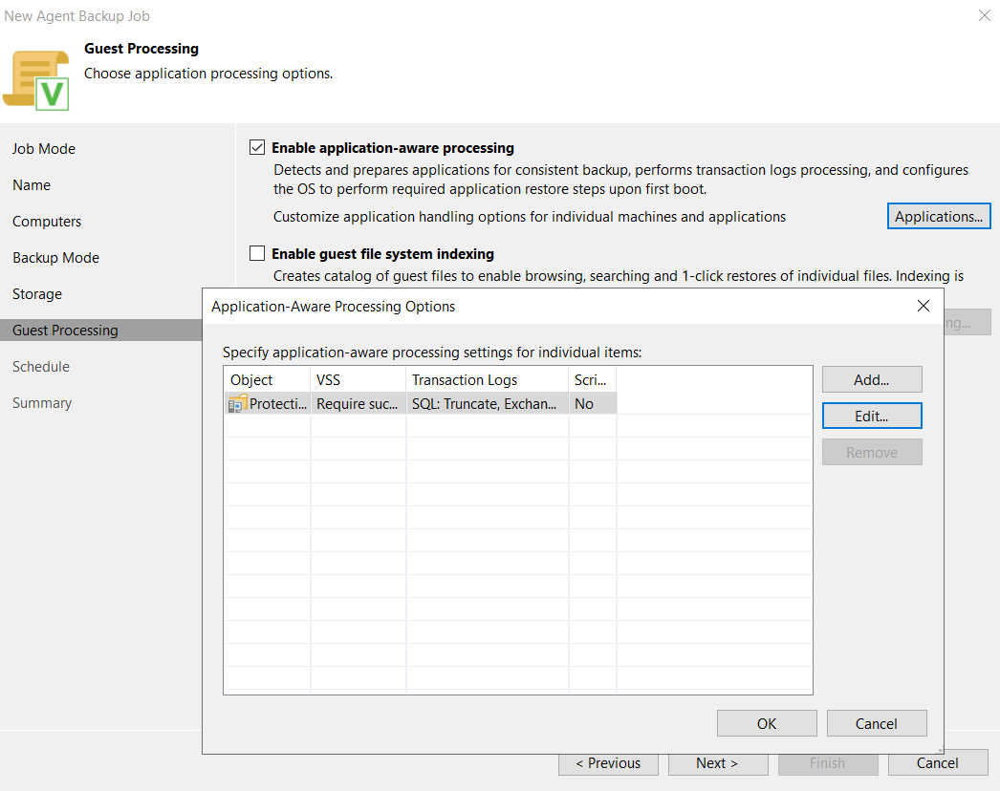 New Agent Backup Job
Guest Processing
Choose application processing options.
Job Mode
Name
Computers
Backup Mode
Storage
Guest Processing
Schedule
Summary
Enable application-aware processing
Detects and prepares applications for consistent backup, performs transaction logs processing, and configures
the OS to perform required application restore steps upon first boot.
Customize application handling options for individual machines and applications
Applications...
Enable guest file system indexing
Creates catalog of guest files to enable browsing, searching and 1-click restores of individual files. Indexing is
ng...
Application-Aware Processing Options
Specify application-aware processing settings for individual items:
Object VSS Transaction Logs Scri...
Protecti... Require suc... SQL: Truncate, Exchan... No
Add...
Edit...
Remove
OK Cancel
< Previous Next > Finish Cancel